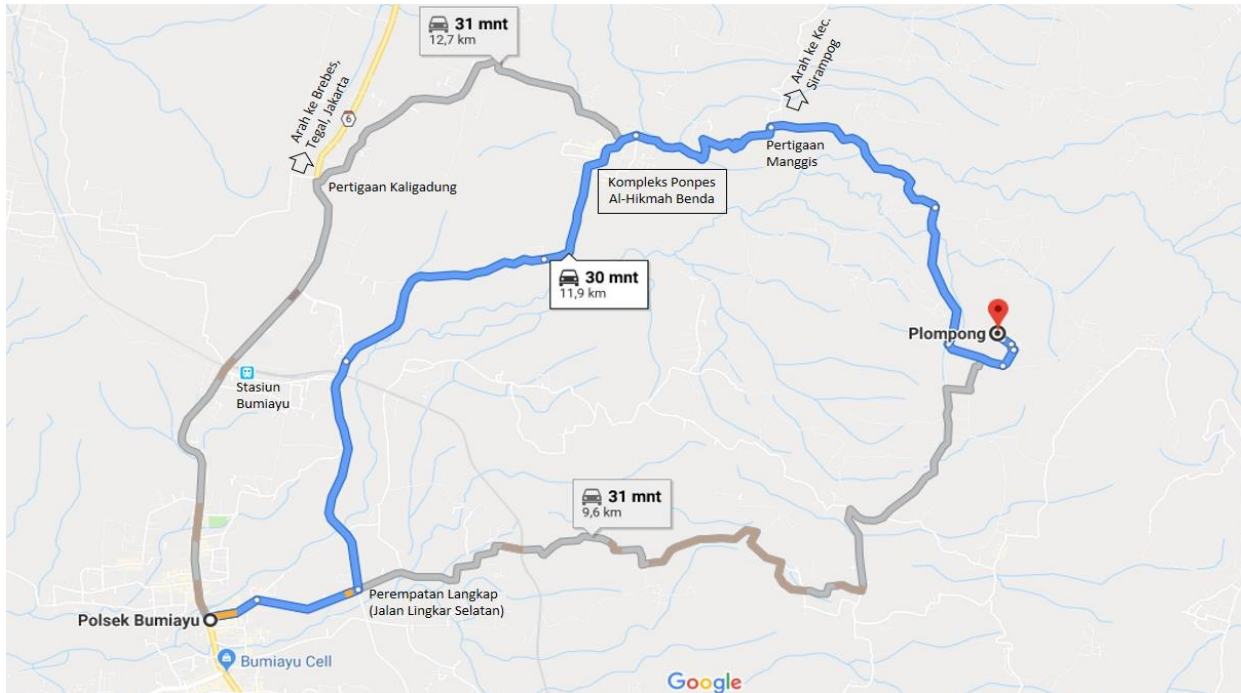 31 mnt
12,7 km
Arah ke Brebes,
Tegal, Jakarta
6
Arah ke Kec.
Sirampog
Pertigaan
Manggis
Pertigaan Kaligadung
Kompleks Ponpes
Al-Hikmah Benda
30 mnt
11,9 km
Plompong
Stasiun
Bumiayu
31 mnt
9,6 km
Perempatan Langkap
(Jalan Lingkar Selatan)
Polsek Bumiayu
Bumiayu Cell
Google